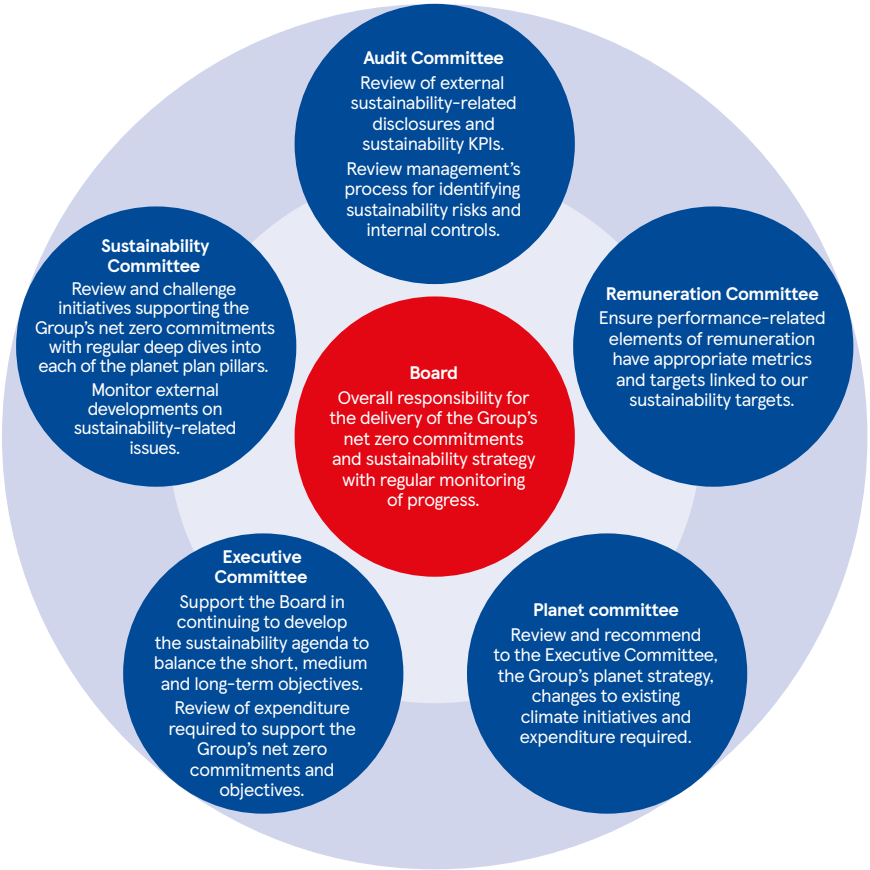 Audit Committee
Review of external
sustainability-related
disclosures and
sustainability KPIs.
Review management's
process for identifying
sustainability risks and
internal controls.
Sustainability
Committee
Review and challenge
initiatives supporting the
Group's net zero commitments
with regular deep dives into
each of the planet plan pillars.
Monitor external
developments on
sustainability-related
issues.
Remuneration Committee
Ensure performance-related
elements of remuneration
have appropriate metrics
and targets linked to our
sustainability targets.
Board
Overall responsibility for
the delivery of the Group's
net zero commitments
and sustainability strategy
with regular monitoring
of progress.
Executive
Committee
Support the Board in
continuing to develop
the sustainability agenda to
balance the short, medium
and long-term objectives.
Review of expenditure
required to support the
Group's net zero
commitments and
objectives.
Planet committee
Review and recommend
to the Executive Committee,
the Group's planet strategy,
changes to existing
climate initiatives and
expenditure required.